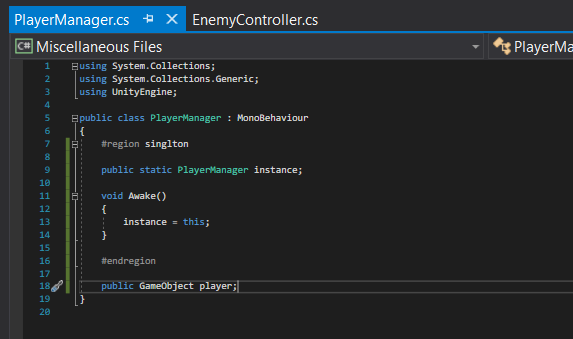 PlayerManager.cs EnemyController.cs
C# Miscellaneous Files PlayerMa
1 using System.Collections;
2 using System.Collections.Generic;
3 using UnityEngine;
4
5 public class PlayerManager : MonoBehaviour
6 {
7 #region singlton
8
9 public static PlayerManager instance;
10
11 void Awake()
12 {
13 instance = this;
14 }
15
16 #endregion
17
18 public GameObject player;
19 }
20